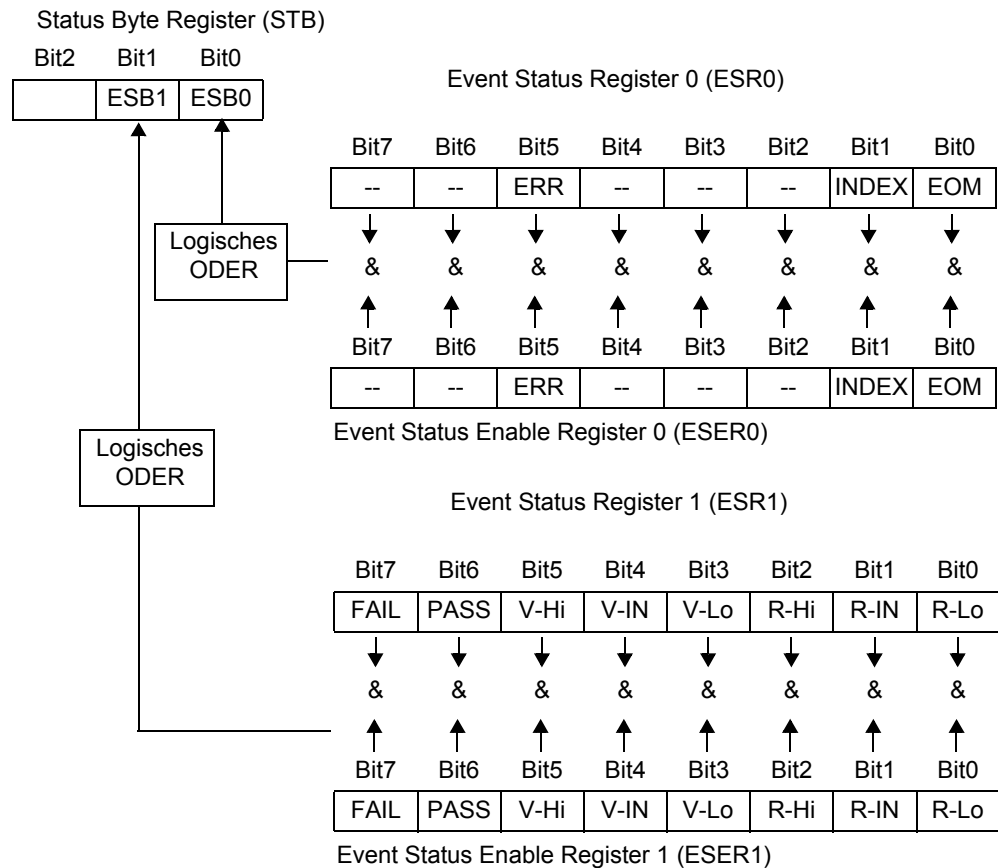 Status Byte Register (STB)
Bit2 Bit1 Bit0
ESB1 ESB0
Event Status Register 0 (ESR0)
Bit7 Bit6 Bit5 Bit4 Bit3 Bit2 Bit1 Bit0
-- -- ERR -- -- -- INDEX EOM
Logisches
ODER
& & & & & & & &
Bit7 Bit6 Bit5 Bit4 Bit3 Bit2 Bit1 Bit0
-- -- ERR -- -- -- INDEX EOM
Event Status Enable Register 0 (ESER0)
Logisches
ODER
Event Status Register 1 (ESR1)
Bit7 Bit6 Bit5 Bit4 Bit3 Bit2 Bit1 Bit0
FAIL PASS V-Hi V-IN V-Lo R-Hi R-IN R-Lo
& & & & & & & &
Bit7 Bit6 Bit5 Bit4 Bit3 Bit2 Bit1 Bit0
FAIL PASS V-Hi V-IN V-Lo R-Hi R-IN R-Lo
Event Status Enable Register 1 (ESER1)